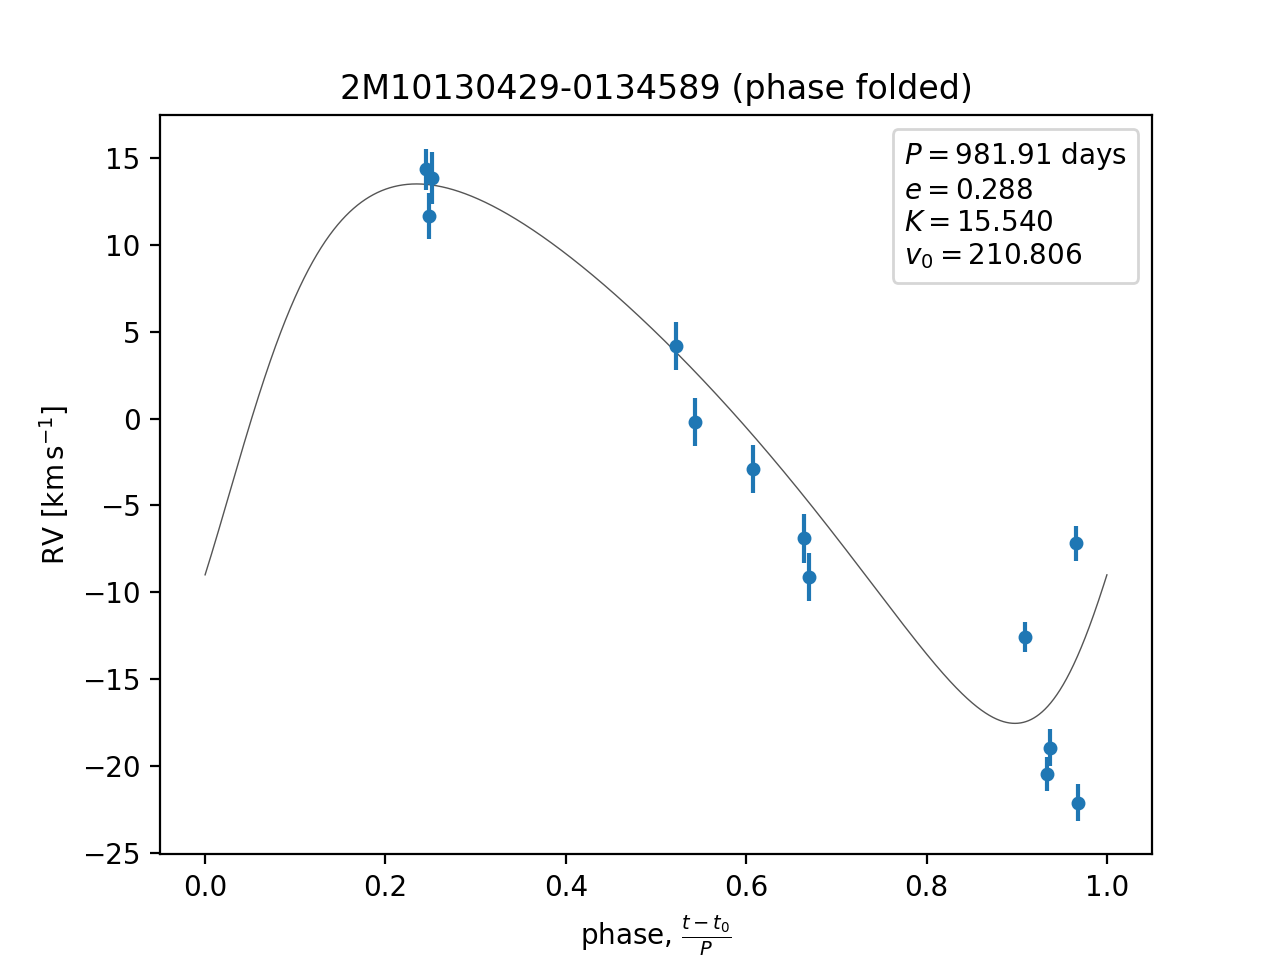 2M10130429-0134589 (phase folded)
P = 981.91 days
e = 0.288
K = 15.540
v₀ = 210.806
15
10
5
0
−5
−10
−15
−20
−25
RV [km s⁻¹]
0.0 0.2 0.4 0.6 0.8 1.0
phase, (t − t₀)/P